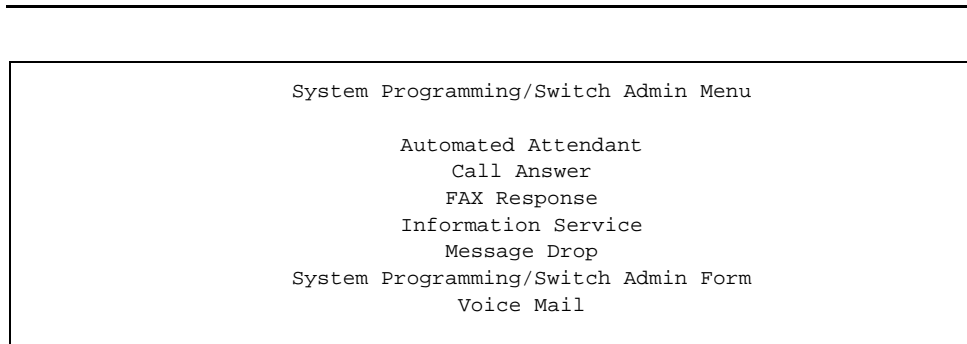 System Programming/Switch Admin Menu
Automated Attendant
Call Answer
FAX Response
Information Service
Message Drop
System Programming/Switch Admin Form
Voice Mail